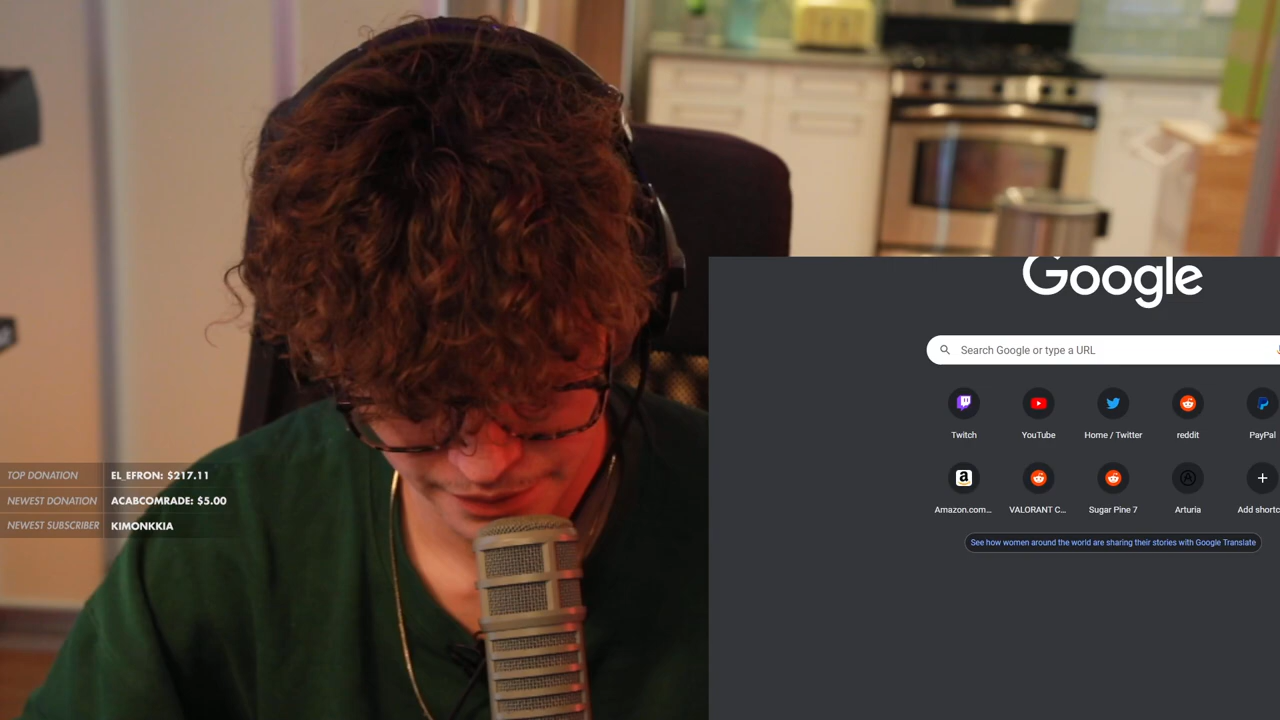 TOP DONATION EL_EFRON: $217.11
NEWEST DONATION ACABCOMRADE: $5.00
NEWEST SUBSCRIBER KIMONKKIA
Google
Search Google or type a URL
Twitch YouTube Home / Twitter reddit PayPal
Amazon.com... VALORANT C... Sugar Pine 7 Arturia Add shortc
See how women around the world are sharing their stories with Google Translate